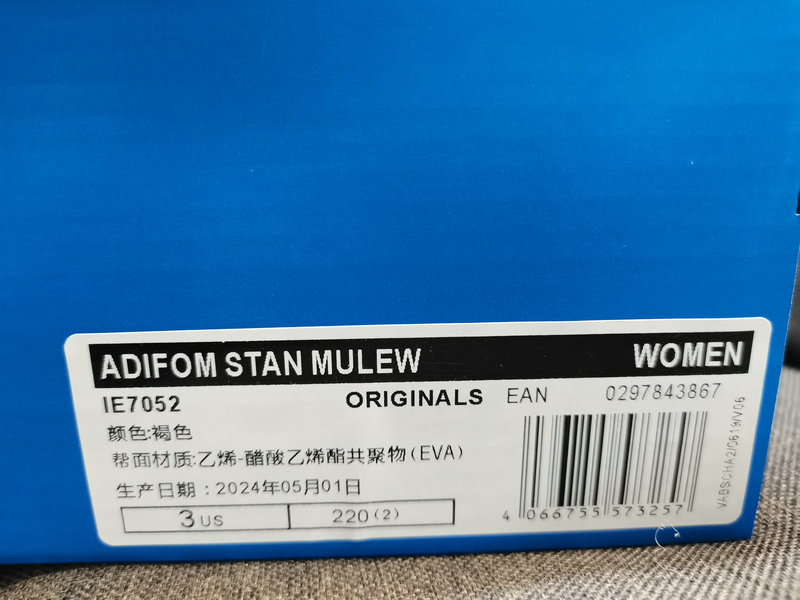 ADIFOM STAN MULEW WOMEN
IE7052 ORIGINALS EAN 0297843867
颜色:褐色
帮面材质:乙烯-醋酸乙烯酯共聚物(EVA)
生产日期:2024年05月01日
3 US 220(2)
4 066755 573257